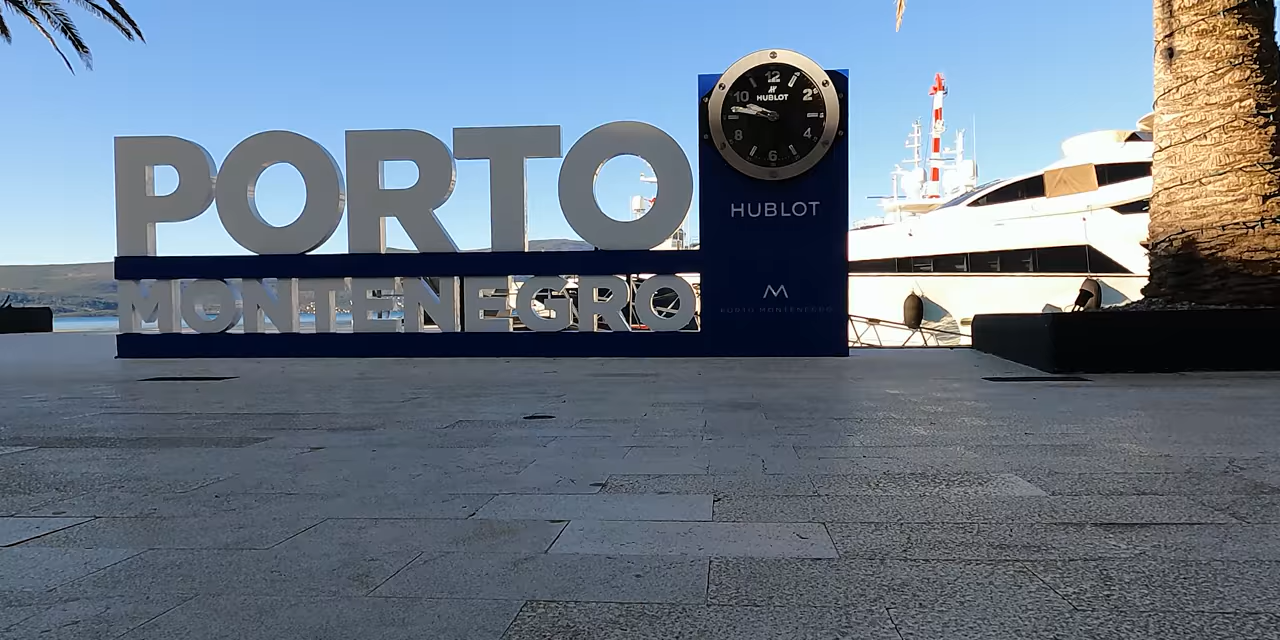 PORTO
MONTENEGRO
12
10
2
HUBLOT
8
4
6
HUBLOT
PORTO MONTENEGRO